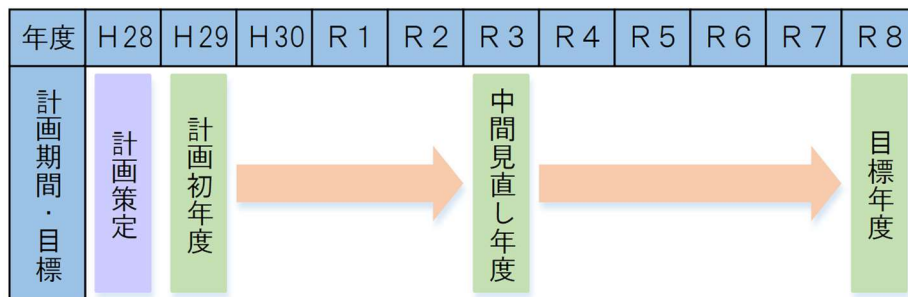 年度 H28 H29 H30 R1 R2 R3 R4 R5 R6 R7 R8
計画期間・目標
計画策定
計画初年度
中間見直し年度
目標年度